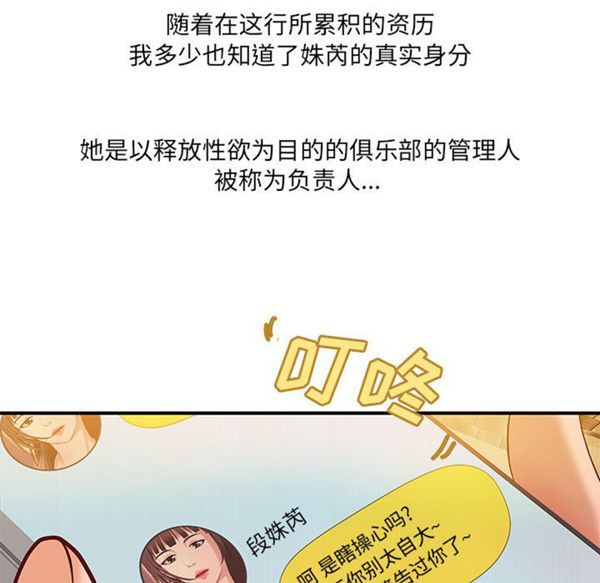 随着在这行所累积的资历
我多少也知道了姝芮的真实身分
她是以释放性欲为目的的俱乐部的管理人
被称为负责人...
叮咚
段姝芮
呵 是瞎操心吗?
你别太自大~
告过你了~